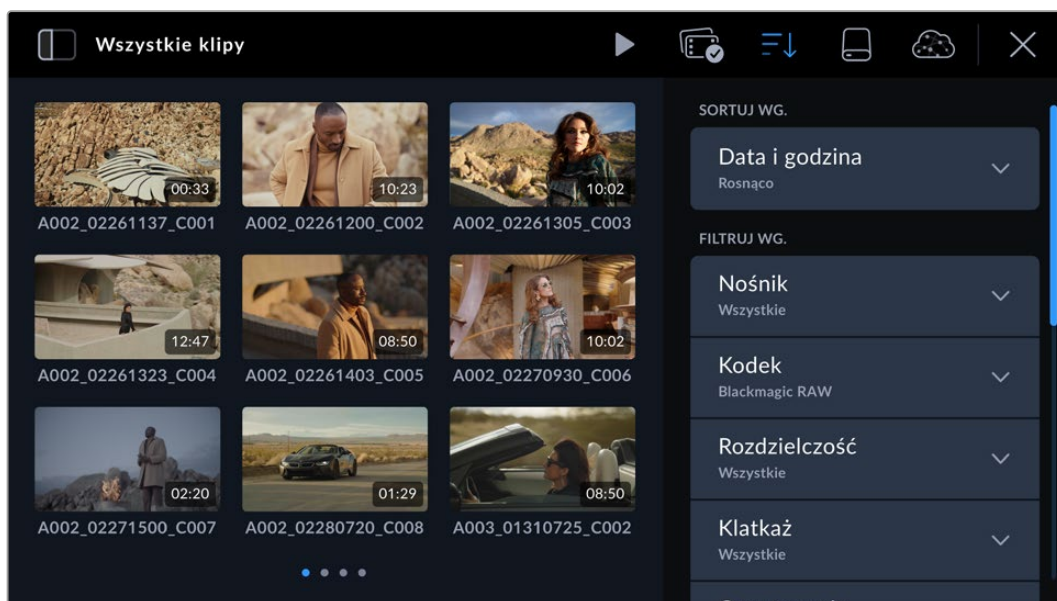 Wszystkie klipy
00:33
10:23
10:02
A002_02261137_C001
A002_02261200_C002
A002_02261305_C003
12:47
08:50
10:02
A002_02261323_C004
A002_02261403_C005
A002_02270930_C006
02:20
01:29
08:50
A002_02271500_C007
A002_02280720_C008
A003_01310725_C002
SORTUJ WG.
Data i godzina
Rosnąco
FILTRUJ WG.
Nośnik
Wszystkie
Kodek
Blackmagic RAW
Rozdzielczość
Wszystkie
Klatkaż
Wszystkie